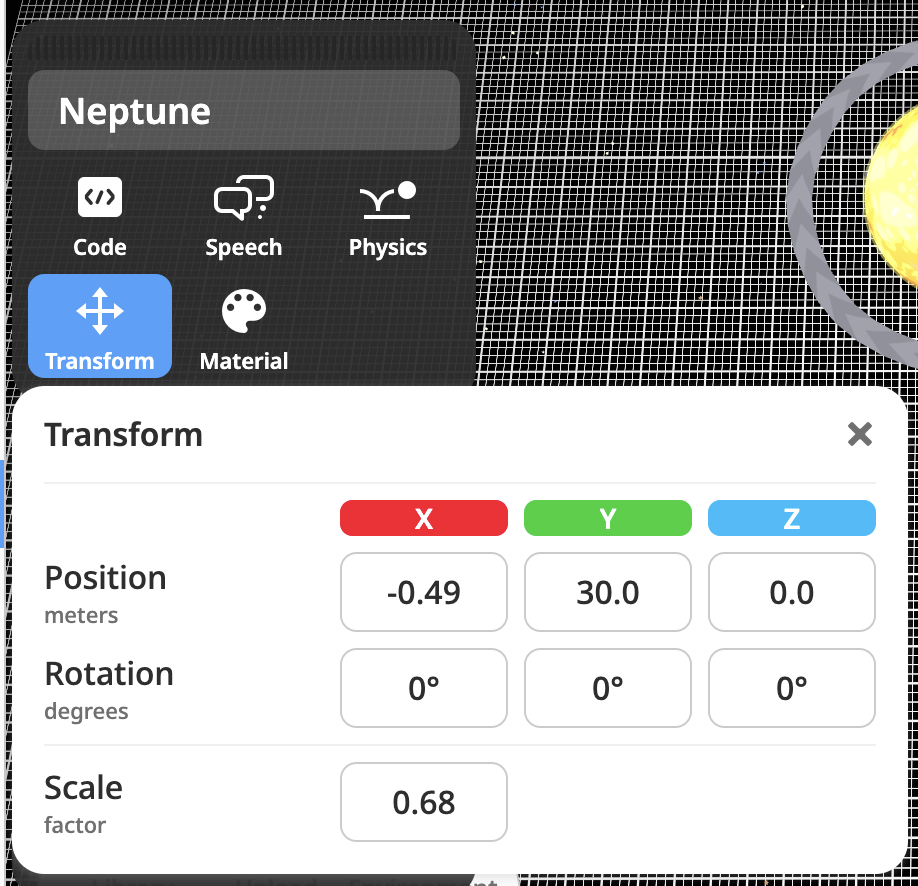 Neptune
Code Speech Physics
Transform Material
Transform
X Y Z
Position -0.49 30.0 0.0
meters
Rotation 0° 0° 0°
degrees
Scale 0.68
factor